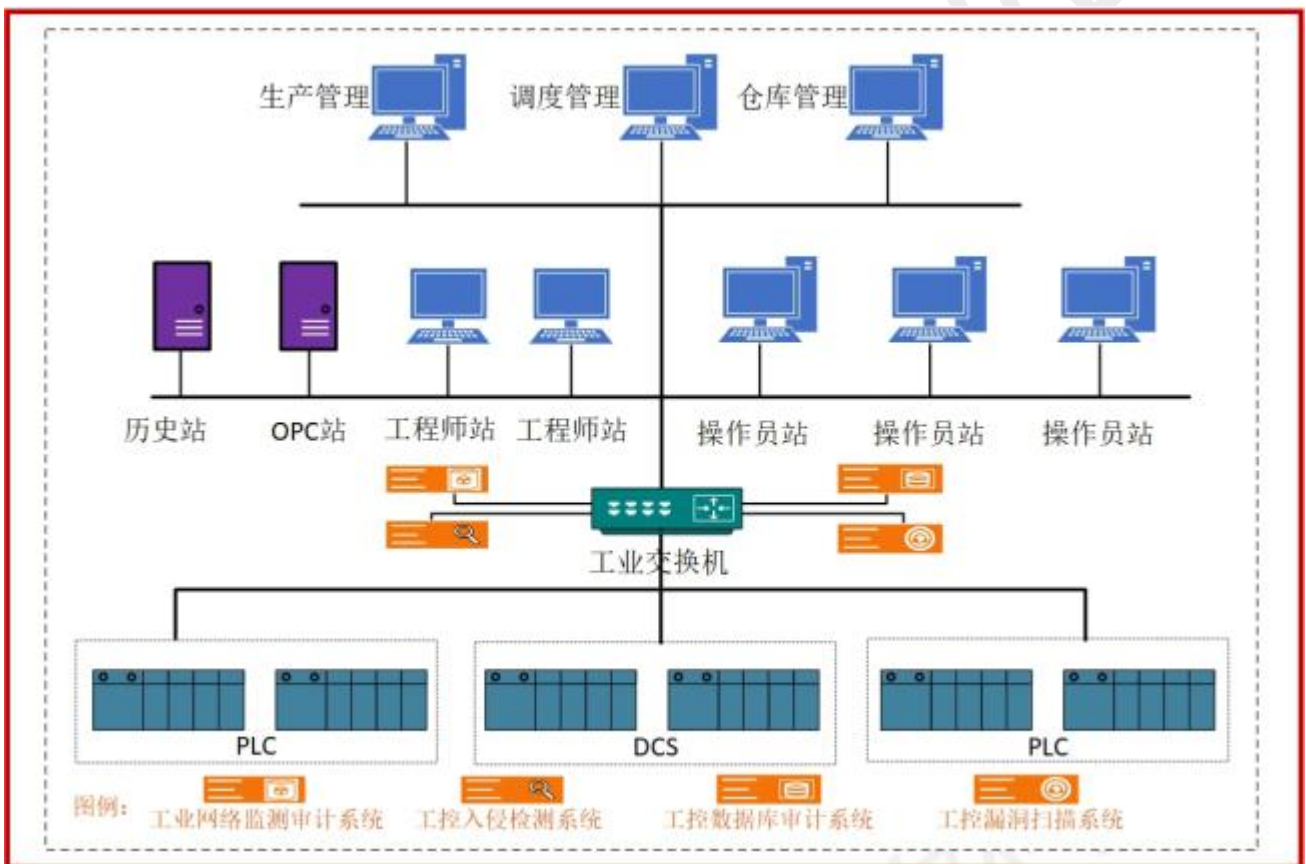 生产管理 调度管理 仓库管理
历史站 OPC站 工程师站 工程师站 操作员站 操作员站 操作员站
工业交换机
PLC DCS PLC
图例： 工业网络监测审计系统 工控入侵检测系统 工控数据库审计系统 工控漏洞扫描系统